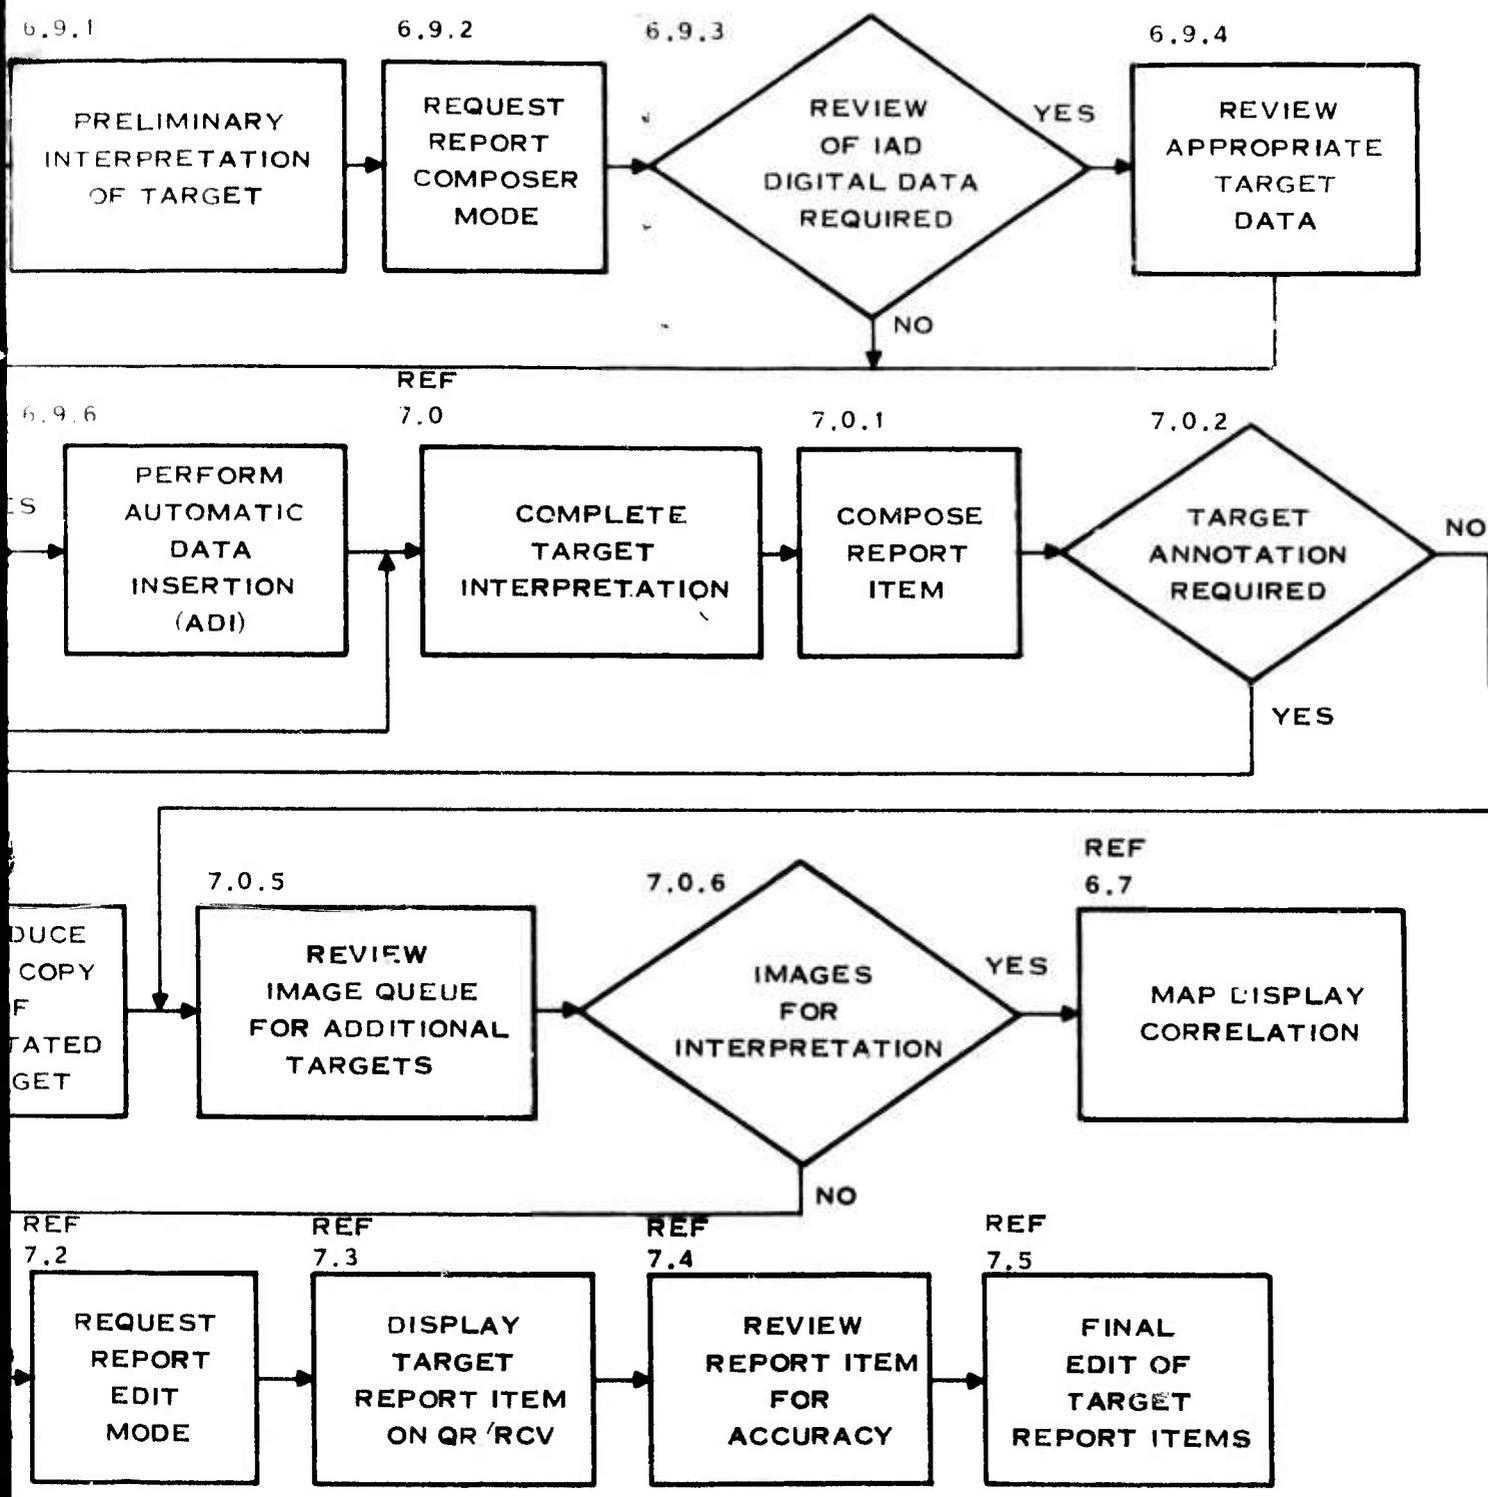 6.9.1
PRELIMINARY
INTERPRETATION
OF TARGET
6.9.2
REQUEST
REPORT
COMPOSER
MODE
6.9.3
REVIEW
OF IAD
DIGITAL DATA
REQUIRED
YES
NO
6.9.4
REVIEW
APPROPRIATE
TARGET
DATA
6.9.6
ES
PERFORM
AUTOMATIC
DATA
INSERTION
(ADI)
REF
7.0
COMPLETE
TARGET
INTERPRETATION
7.0.1
COMPOSE
REPORT
ITEM
7.0.2
TARGET
ANNOTATION
REQUIRED
NO
YES
DUCE
COPY
F
TATED
GET
7.0.5
REVIEW
IMAGE QUEUE
FOR ADDITIONAL
TARGETS
7.0.6
IMAGES
FOR
INTERPRETATION
YES
NO
REF
6.7
MAP DISPLAY
CORRELATION
REF
7.2
REQUEST
REPORT
EDIT
MODE
REF
7.3
DISPLAY
TARGET
REPORT ITEM
ON QR/RCV
REF
7.4
REVIEW
REPORT ITEM
FOR
ACCURACY
REF
7.5
FINAL
EDIT OF
TARGET
REPORT ITEMS